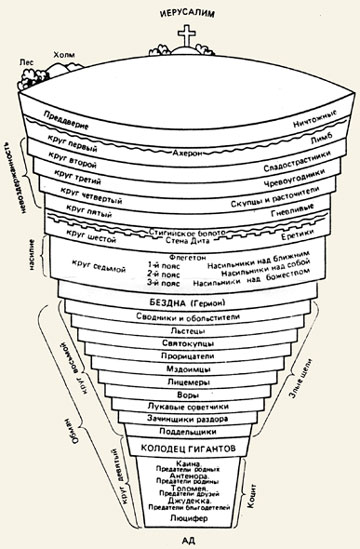 ИЕРУСАЛИМ
Лес
Холм
Преддверие
Ничтожные
Ахерон
круг первый
Лимб
круг второй
Сладострастники
круг третий
Чревоугодники
круг четвертый
Скупцы и расточители
круг пятый
Гневливые
Стигийское болото
Стена Дита
круг шестой
Еретики
невоздержанность
насилие
Флегетон
круг седьмой
1-й пояс Насильники над ближним
2-й пояс Насильники над собой
3-й пояс Насильники над божеством
БЕЗДНА (Герион)
Сводники и обольстители
Льстецы
Святокупцы
Прорицатели
Мздоимцы
Лицемеры
Воры
Лукавые советчики
Зачинщики раздора
Поддельщики
круг восьмой
Злые щели
Обман
КОЛОДЕЦ ГИГАНТОВ
круг девятый
Каина.
Предатели родных
Антенора.
Предатели родины
Толомея.
Предатели друзей
Джудекка.
Предатели благодетелей
Люцифер
Коцит
АД